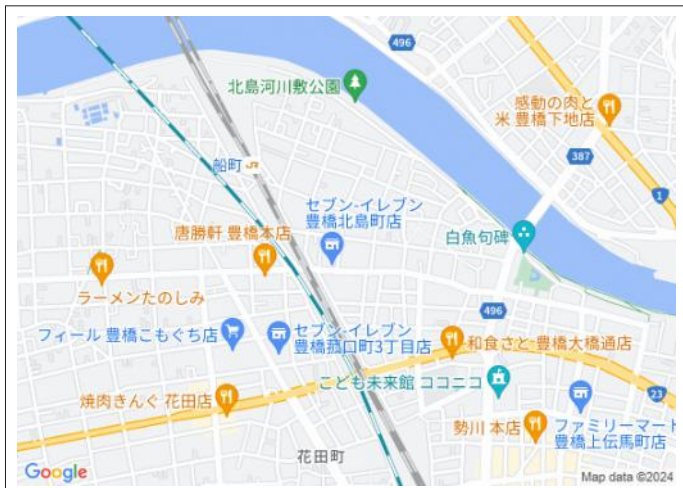 496
北島河川敷公園
感動の肉と
米 豊橋下地店
387
船町
JR
1
セブン-イレブン
豊橋北島町店
白魚句碑
唐勝軒 豊橋本店
ラーメンたのしみ
496
フィール 豊橋こもぐち店
セブン-イレブン
豊橋菰口町3丁目店
和食さと 豊橋大橋通店
こども未来館 ココニコ
23
焼肉きんぐ 花田店
勢川 本店
ファミリーマート
豊橋上伝馬町店
花田町
Google
Map data ©2024